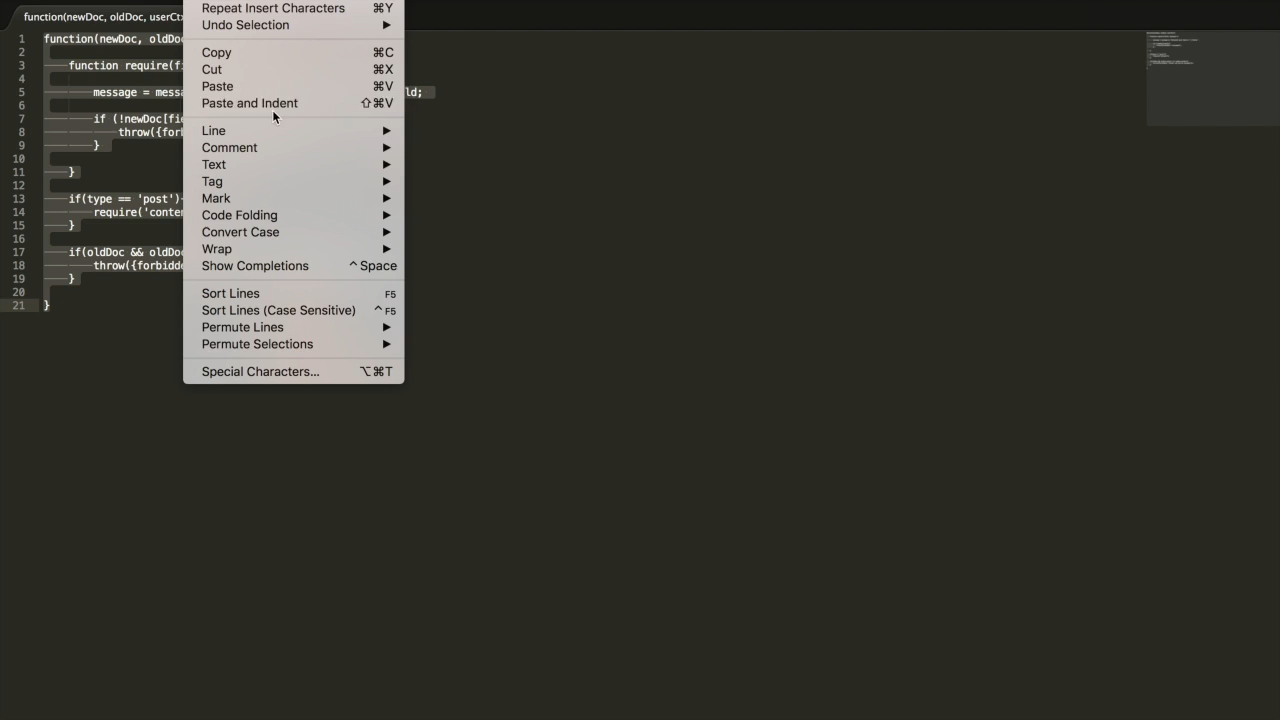 function(newDoc, oldDoc, userCt
Repeat Insert Characters ⌘Y
Undo Selection ▶
Copy ⌘C
Cut ⌘X
Paste ⌘V
Paste and Indent ⇧⌘V
Line ▶
Comment ▶
Text ▶
Tag ▶
Mark ▶
Code Folding ▶
Convert Case ▶
Wrap ▶
Show Completions ^Space
Sort Lines F5
Sort Lines (Case Sensitive) ^F5
Permute Lines ▶
Permute Selections ▶
Special Characters... ⌥⌘T
1 function(newDoc, oldDo
2
3 function require(fi
4
5 message = messa ld;
6
7 if (!newDoc[fie
8 throw({forb
9 }
10
11 }
12
13 if(type == 'post')
14 require('conten
15 }
16
17 if(oldDoc && oldDoc
18 throw({forbidde
19 }
20
21 }